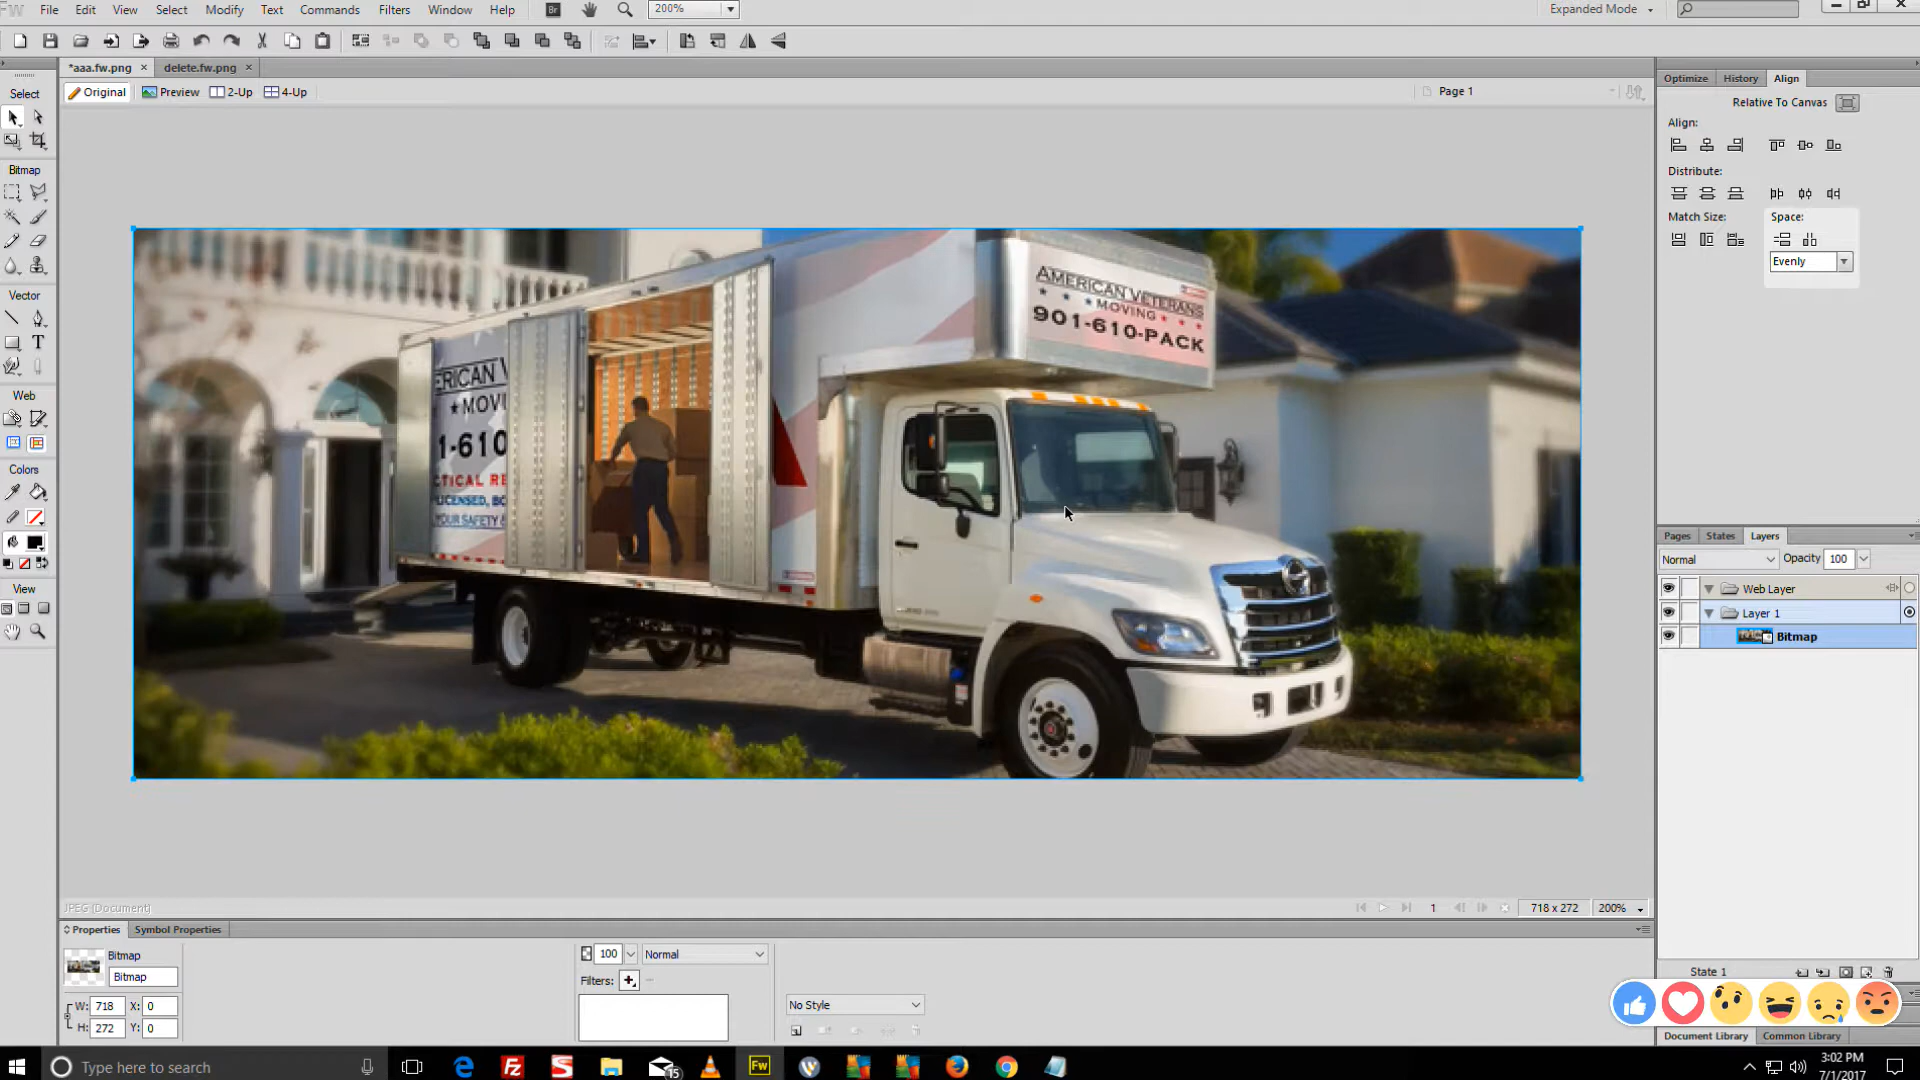 FW File Edit View Select Modify Text Commands Filters Window Help Br 200% Expanded Mode
*aaa.fw.png × delete.fw.png ×
Original Preview 2-Up 4-Up Page 1
Select
Bitmap
Vector
Web
Colors
View
AMERICAN VETERANS
MOVING
901-610-PACK
ERICAN V
MOVI
1-610
CTICAL RE
LICENSED, BO
YOUR SAFETY
Optimize History Align
Relative To Canvas
Align:
Distribute:
Match Size: Space:
Evenly
Pages States Layers
Normal Opacity 100
Web Layer
Layer 1
Bitmap
State 1
Document Library Common Library
JPEG (Document) 1 718 x 272 200%
Properties Symbol Properties
Bitmap
Bitmap
W: 718 X: 0
H: 272 Y: 0
100 Normal
Filters:
No Style
Type here to search
15
Fw
3:02 PM
7/1/2017